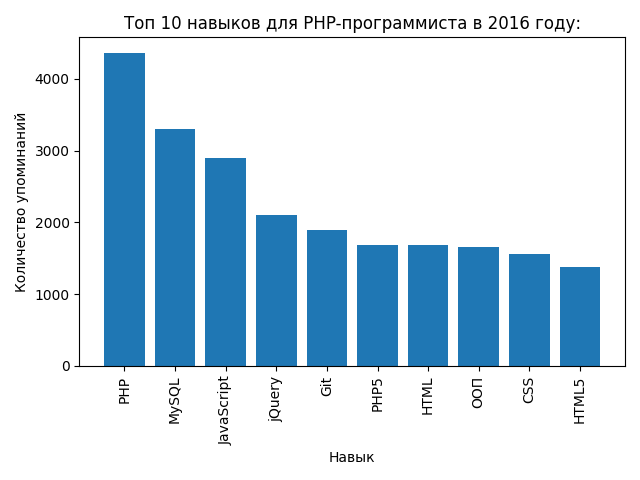 Топ 10 навыков для PHP-программиста в 2016 году:
Количество упоминаний
4000
3000
2000
1000
0
PHP
MySQL
JavaScript
jQuery
Git
PHP5
HTML
ООП
CSS
HTML5
Навык